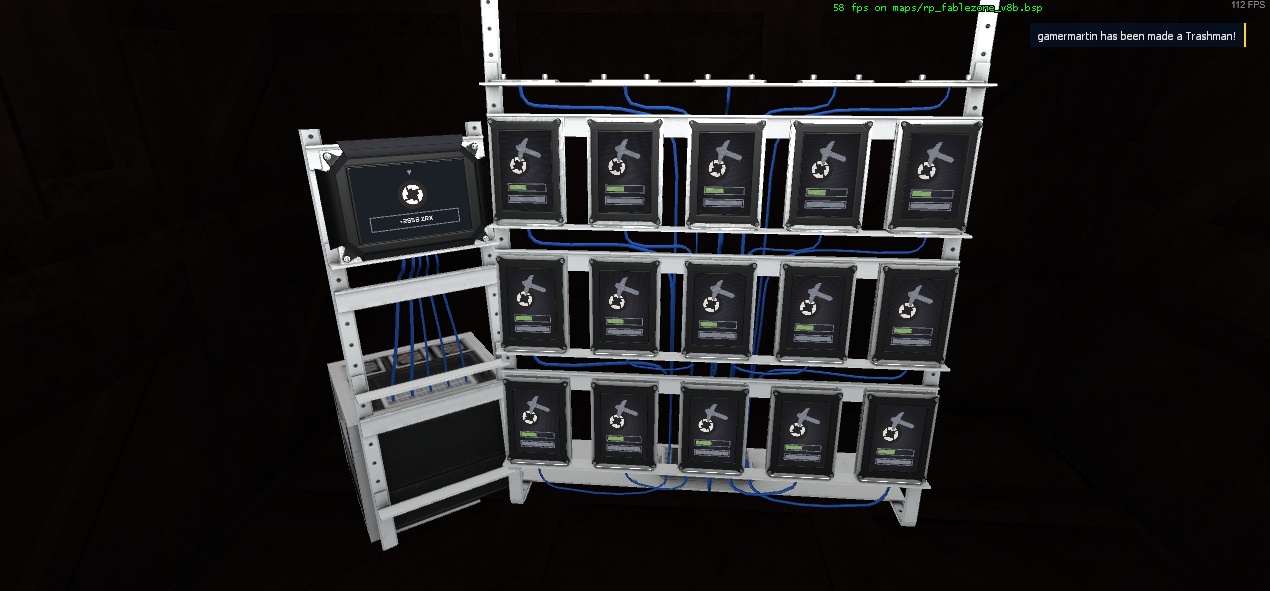 58 fps on maps/rp_fablezone_v8b.bsp
112 FPS
gamermartin has been made a Trashman!